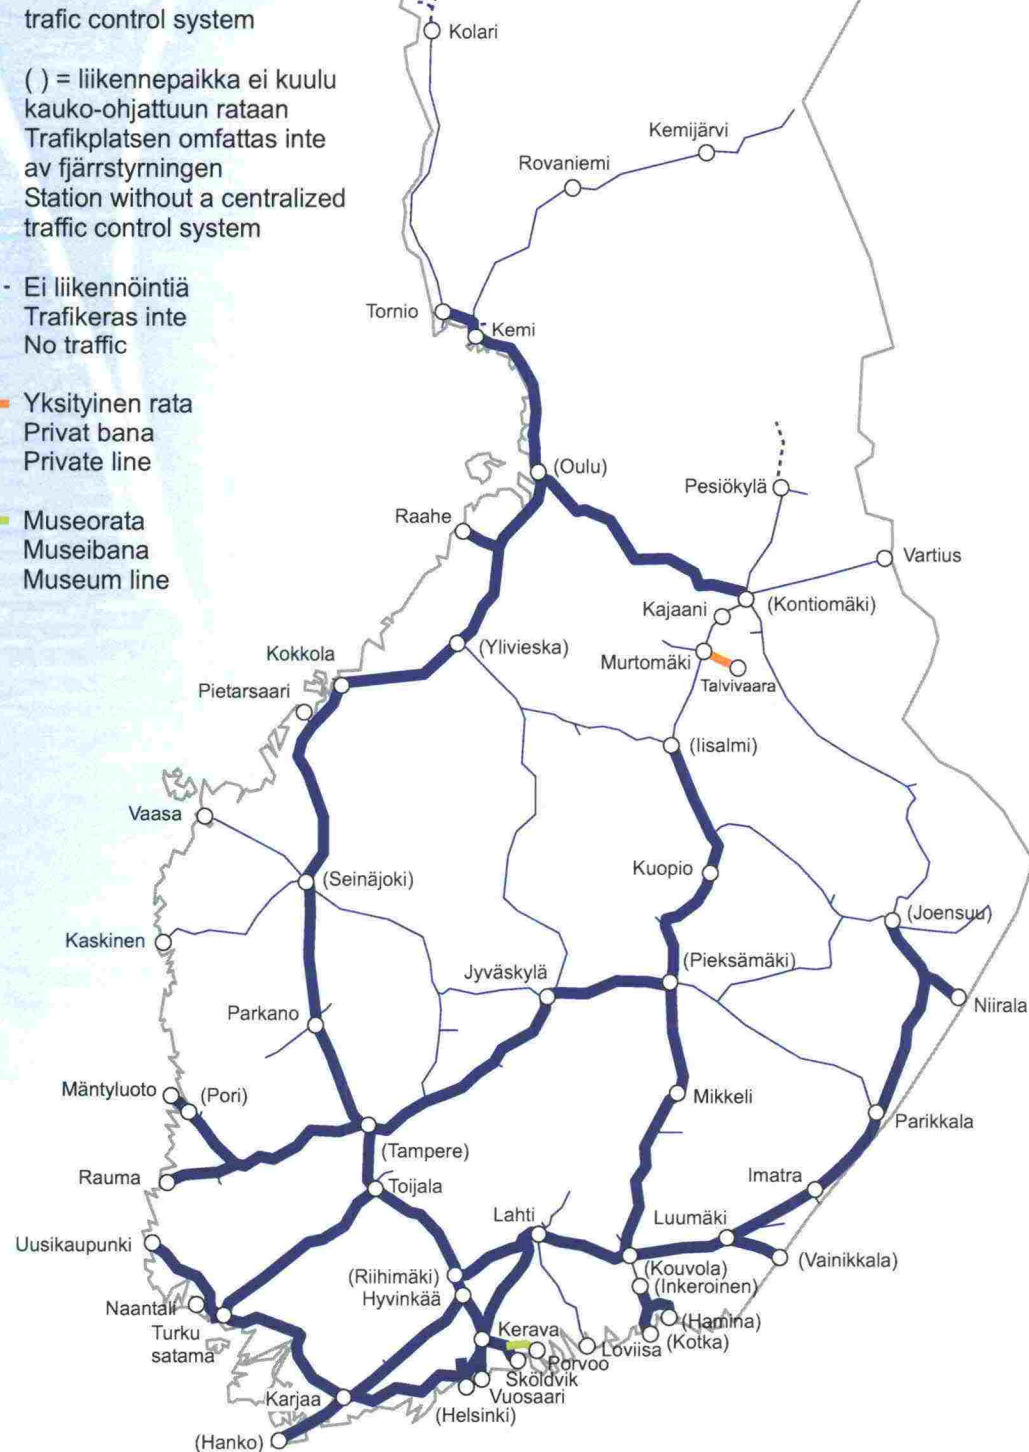 trafic control system
( ) = liikennepaikka ei kuulu
kauko-ohjattuun rataan
Trafikplatsen omfattas inte
av fjärrstyrningen
Station without a centralized
traffic control system
Ei liikennöintiä
Trafikeras inte
No traffic
Yksityinen rata
Privat bana
Private line
Museorata
Museibana
Museum line
Kolari
Kemijärvi
Rovaniemi
Tornio
Kemi
(Oulu)
Pesiökylä
Raahe
Vartius
Kajaani
(Kontiomäki)
Kokkola
(Ylivieska)
Murtomäki
Talvivaara
Pietarsaari
(Iisalmi)
Vaasa
Kuopio
(Seinäjoki)
(Joensuu)
Kaskinen
(Pieksämäki)
Jyväskylä
Niirala
Parkano
Mäntyluoto
(Pori)
Mikkeli
Parikkala
(Tampere)
Rauma
Imatra
Toijala
Lahti
Luumäki
Uusikaupunki
(Vainikkala)
(Kouvola)
(Riihimäki)
(Inkeroinen)
Hyvinkää
Naantali
(Hamina)
Turku
satama
Kerava
(Kotka)
Loviisa
Porvoo
Sköldvik
Vuosaari
Karjaa
(Helsinki)
(Hanko)